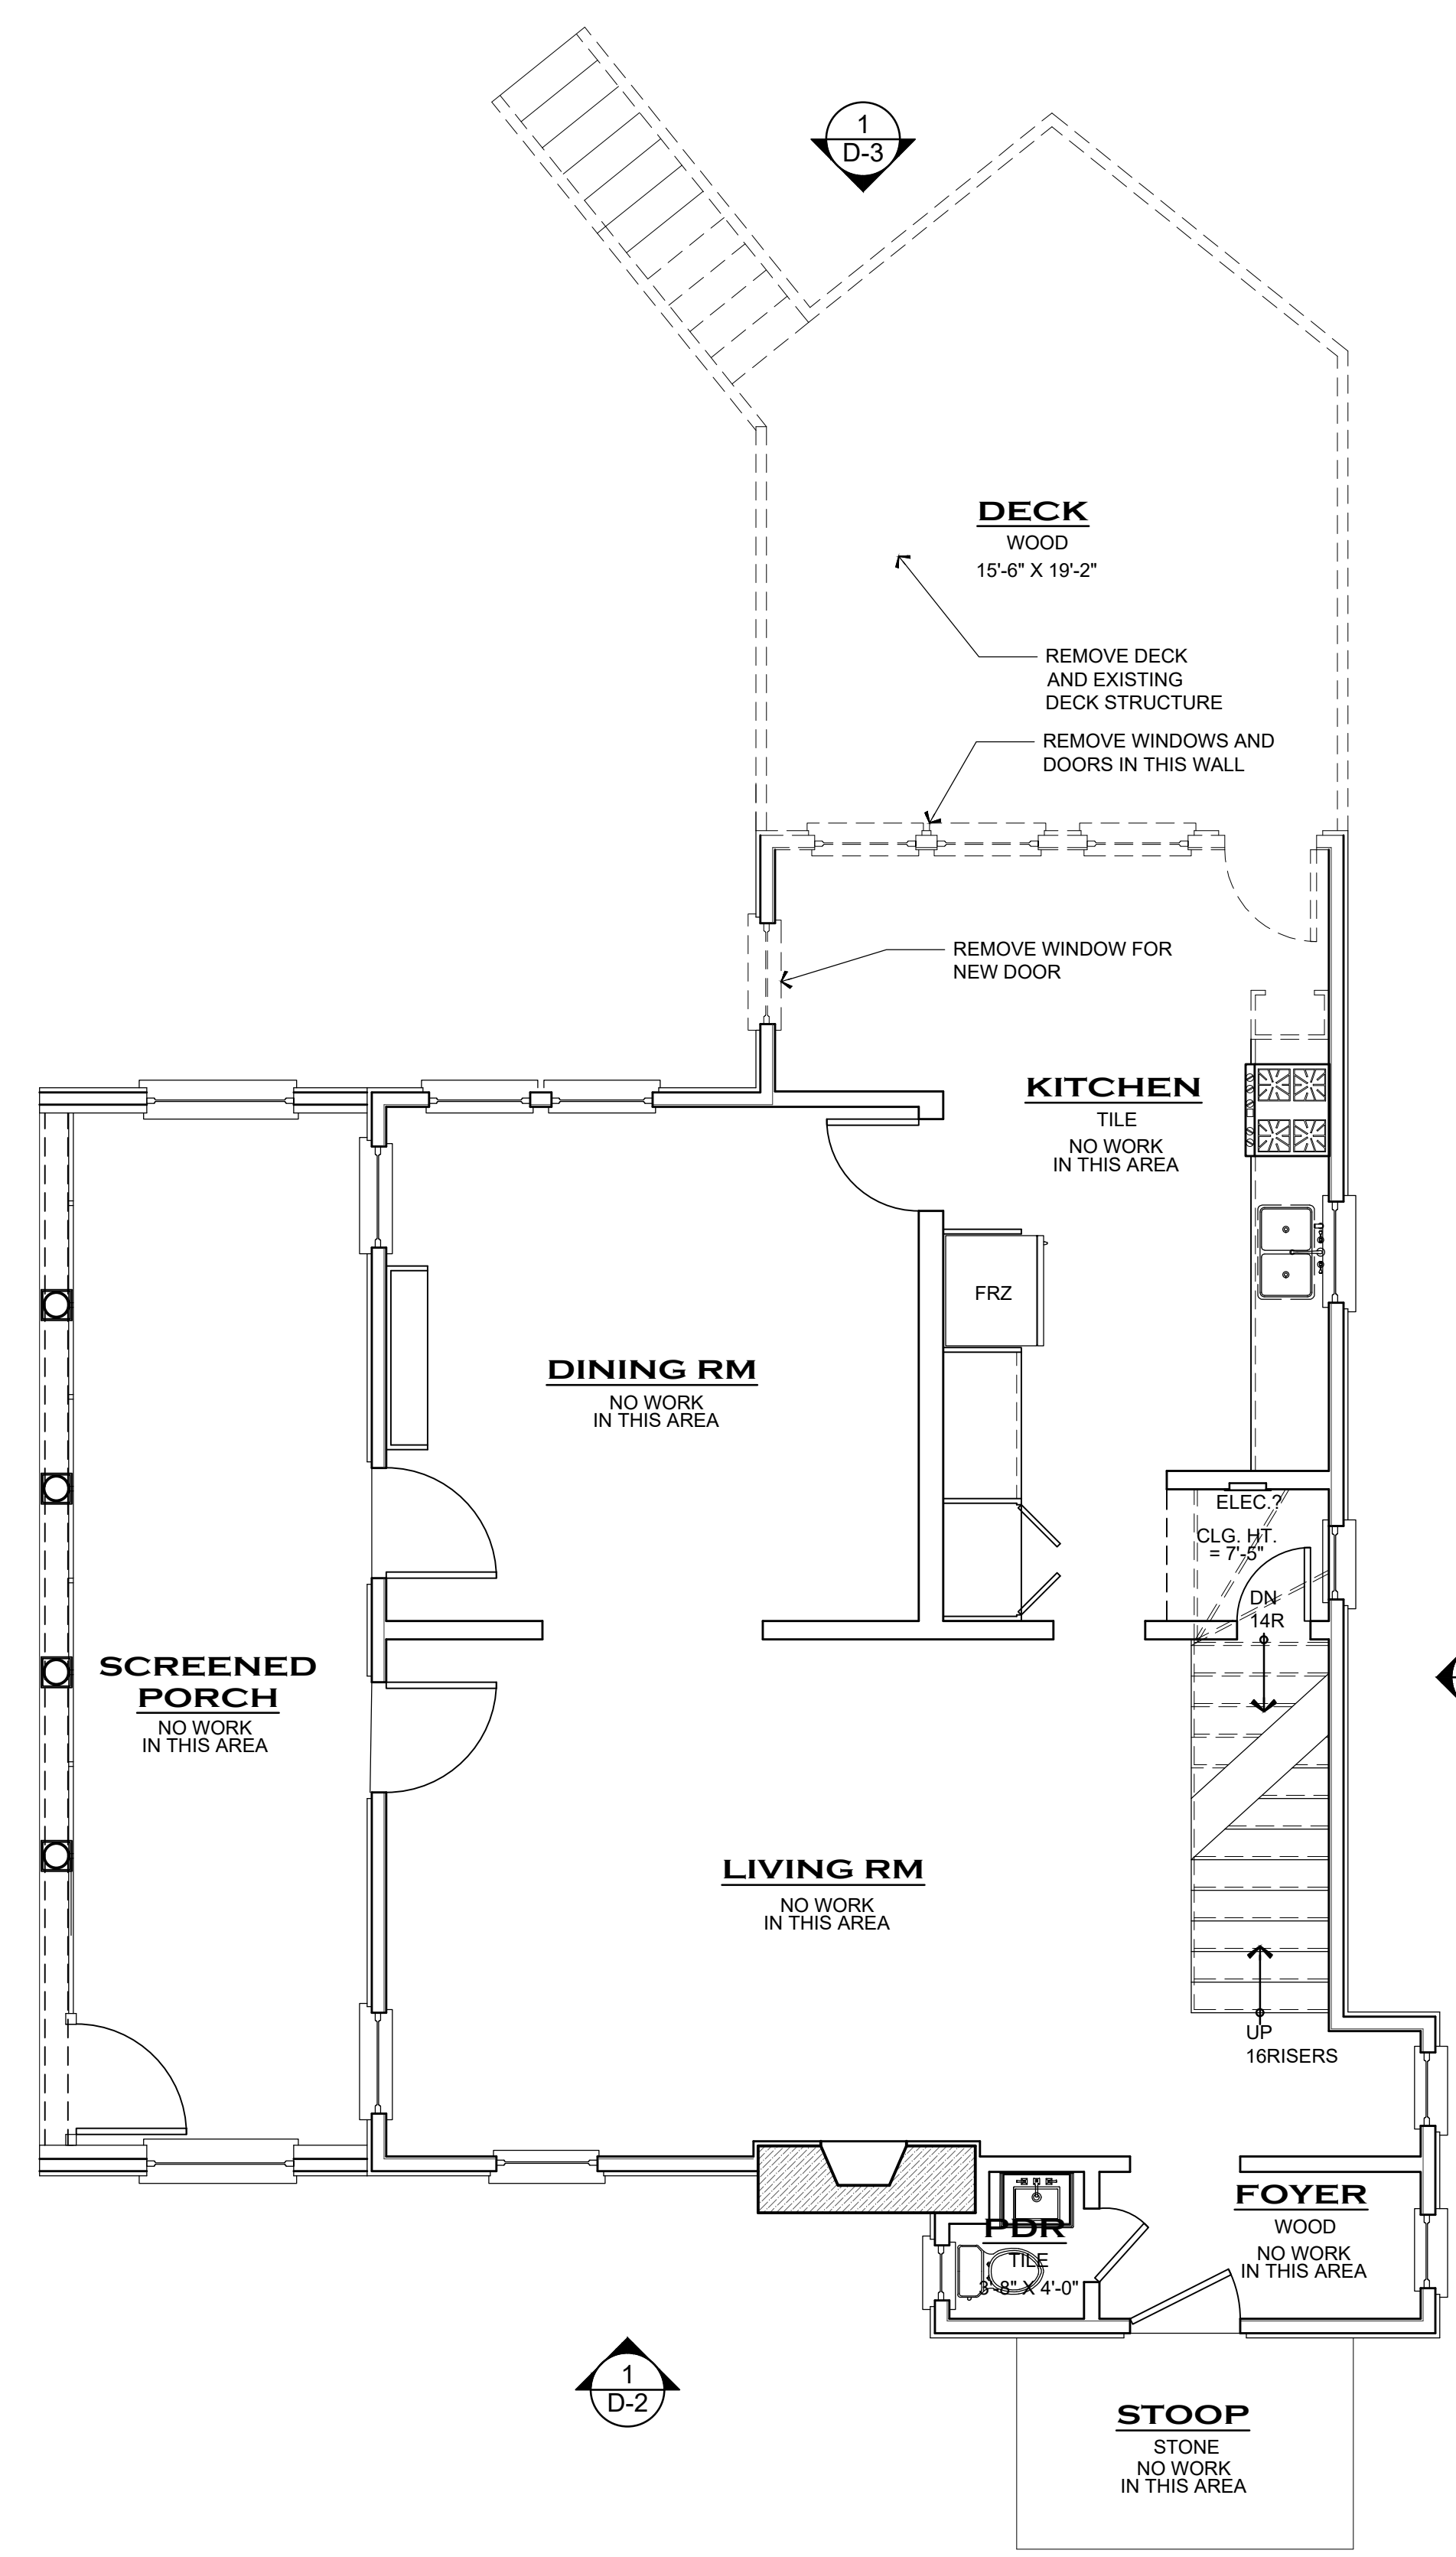 1
D-3
DECK
WOOD
15'-6" X 19'-2"
REMOVE DECK
AND EXISTING
DECK STRUCTURE
REMOVE WINDOWS AND
DOORS IN THIS WALL
REMOVE WINDOW FOR
NEW DOOR
KITCHEN
TILE
NO WORK
IN THIS AREA
FRZ
DINING RM
NO WORK
IN THIS AREA
ELEC.?
CLG. HT.
= 7'-5"
DN
14R
SCREENED
PORCH
NO WORK
IN THIS AREA
LIVING RM
NO WORK
IN THIS AREA
UP
16RISERS
FOYER
WOOD
NO WORK
IN THIS AREA
PDR
TILE
3'-8" X 4'-0"
1
D-2
STOOP
STONE
NO WORK
IN THIS AREA